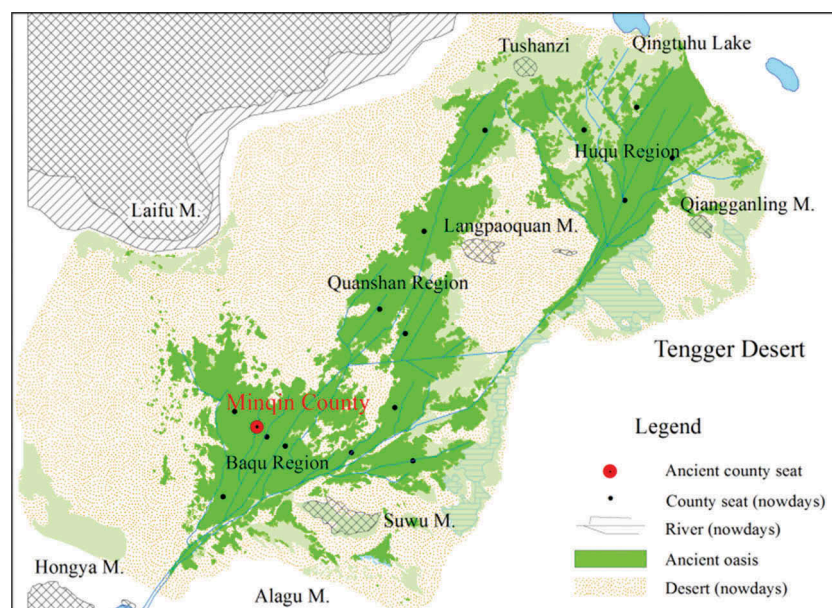 Tushanzi
Qingtuhu Lake
Huqu Region
Laifu M.
Qiangganling M.
Langpaoquan M.
Quanshan Region
Tengger Desert
Minqin County
Legend
Baqu Region
Ancient county seat
County seat (nowdays)
Suwu M.
River (nowdays)
Hongya M.
Ancient oasis
Alagu M.
Desert (nowdays)